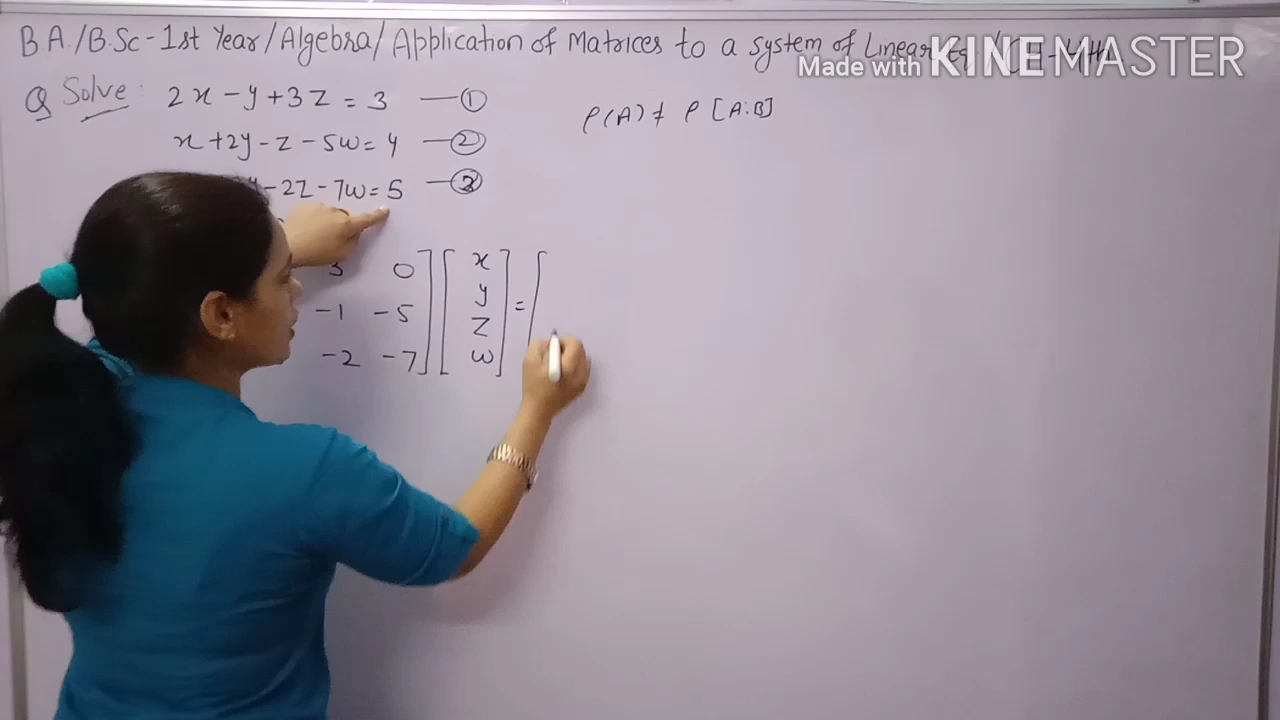 B.A./B.Sc-1st Year/Algebra/Application of Matrices to a System of Linear
Made with KINEMASTER
Q Solve: 2x - y + 3z = 3 —①
ρ(A) ≠ ρ[A:B]
x + 2y - z - 5w = 4 —②
- 2z - 7w = 5 —③
3 0] [x
-1 -5 y
-2 -7] z
w] = [